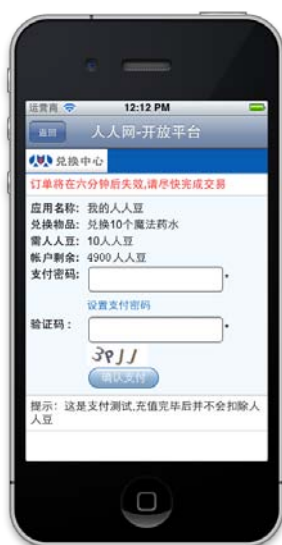 运营商 12:12 PM
返回 人人网-开放平台
兑换中心
订单将在六分钟后失效,请尽快完成交易
应用名称: 我的人人豆
兑换物品: 兑换10个魔法药水
需人人豆: 10人人豆
帐户剩余: 4900人人豆
支付密码: *
设置支付密码
验证码: *
3PJJ
确认支付
提示: 这是支付测试,充值完毕后并不会扣除人
人豆